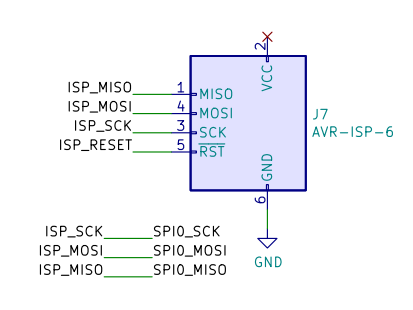 2
VCC
ISP_MISO 1 MISO
ISP_MOSI 4 MOSI
ISP_SCK 3 SCK
ISP_RESET 5 RST
J7
AVR-ISP-6
GND
6
ISP_SCK SPI0_SCK
ISP_MOSI SPI0_MOSI
ISP_MISO SPI0_MISO
GND